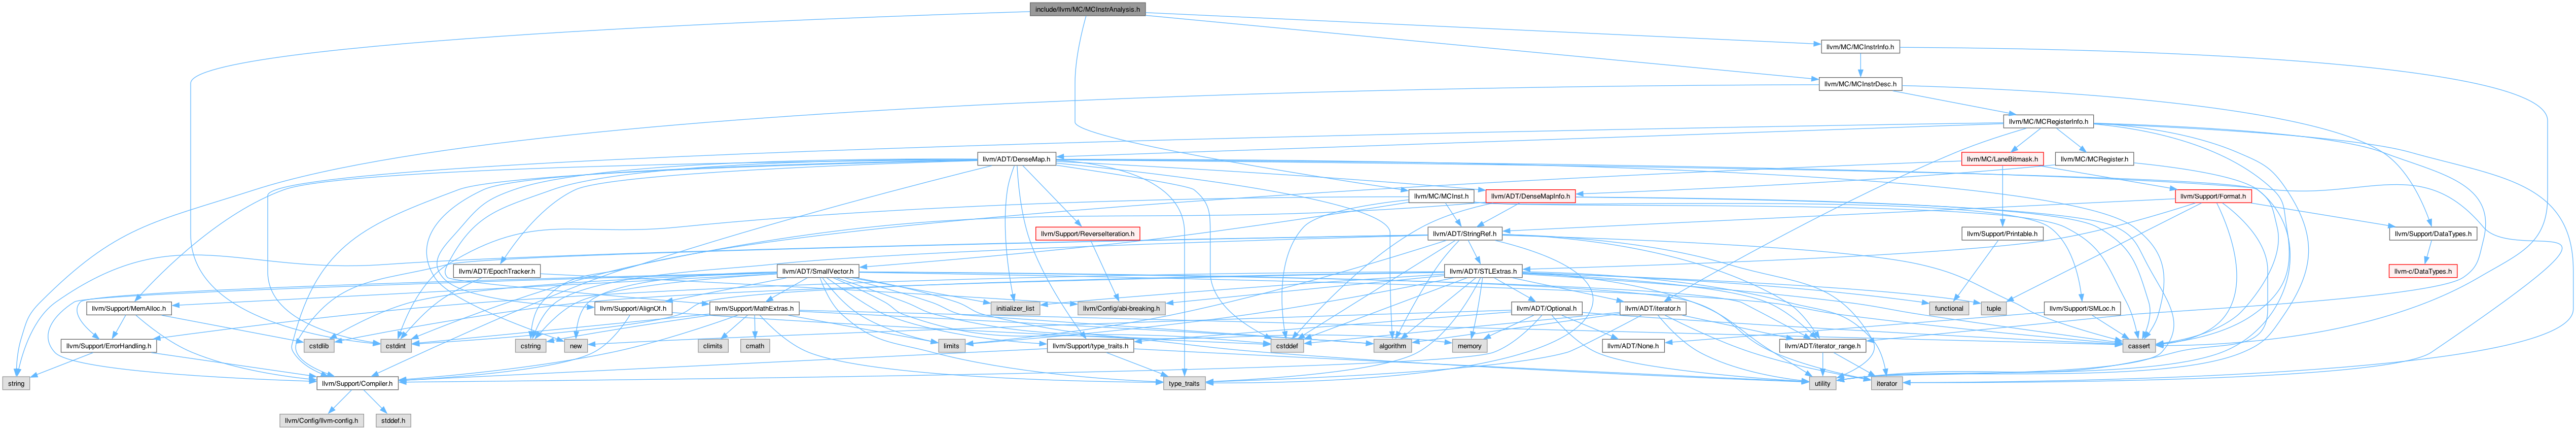 include/llvm/MC/MCInstrAnalysis.h
llvm/MC/MCInstrInfo.h
llvm/MC/MCInstrDesc.h
llvm/MC/MCRegisterInfo.h
llvm/ADT/DenseMap.h
llvm/MC/LaneBitmask.h
llvm/MC/MCRegister.h
llvm/MC/MCInst.h
llvm/ADT/DenseMapInfo.h
llvm/Support/Format.h
llvm/Support/ReverseIteration.h
llvm/ADT/StringRef.h
llvm/Support/Printable.h
llvm/Support/DataTypes.h
llvm/ADT/EpochTracker.h
llvm/ADT/SmallVector.h
llvm/ADT/STLExtras.h
llvm-c/DataTypes.h
llvm/Support/MemAlloc.h
llvm/Support/AlignOf.h
llvm/Support/MathExtras.h
initializer_list
llvm/Config/abi-breaking.h
llvm/ADT/Optional.h
llvm/ADT/iterator.h
functional
tuple
llvm/Support/SMLoc.h
llvm/Support/ErrorHandling.h
cstdlib
cstdint
cstring
new
climits
cmath
limits
llvm/Support/type_traits.h
cstddef
algorithm
memory
llvm/ADT/None.h
llvm/ADT/iterator_range.h
cassert
string
llvm/Support/Compiler.h
type_traits
utility
iterator
llvm/Config/llvm-config.h
stddef.h